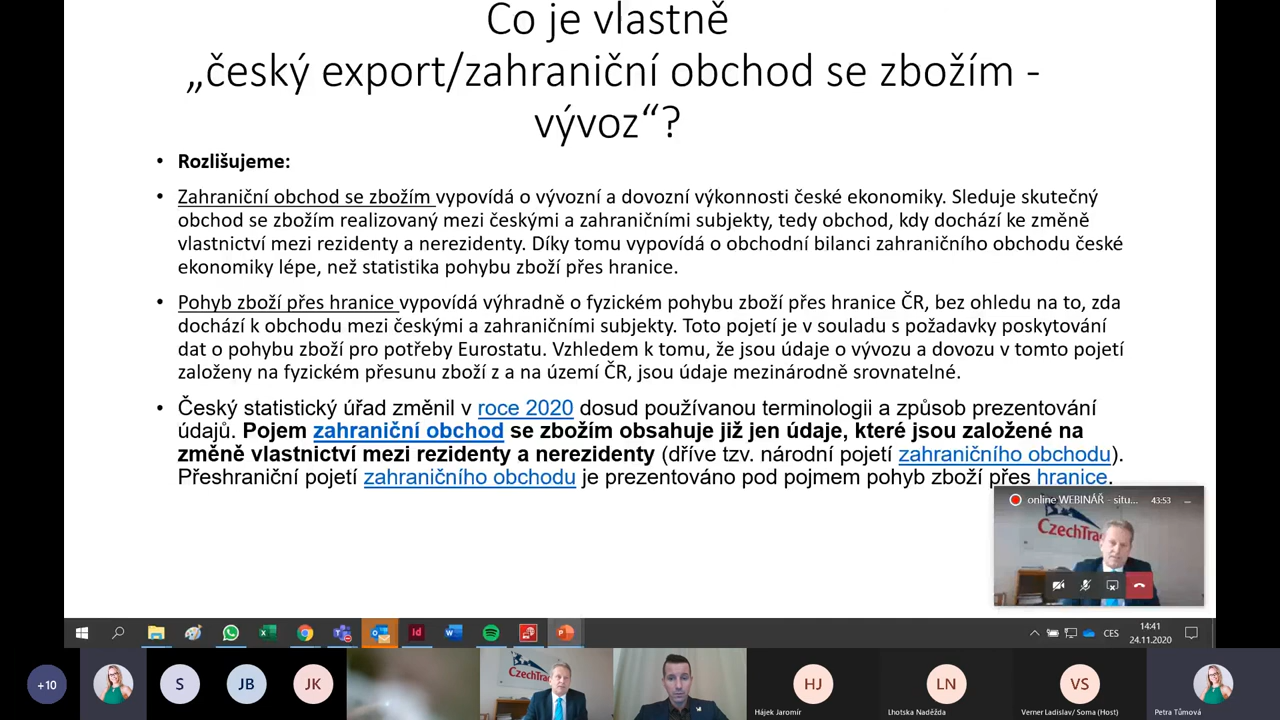 Co je vlastně
„český export/zahraniční obchod se zbožím -
vývoz“?
• Rozlišujeme:
• Zahraniční obchod se zbožím vypovídá o vývozní a dovozní výkonnosti české ekonomiky. Sleduje skutečný
obchod se zbožím realizovaný mezi českými a zahraničními subjekty, tedy obchod, kdy dochází ke změně
vlastnictví mezi rezidenty a nerezidenty. Díky tomu vypovídá o obchodní bilanci zahraničního obchodu české
ekonomiky lépe, než statistika pohybu zboží přes hranice.
• Pohyb zboží přes hranice vypovídá výhradně o fyzickém pohybu zboží přes hranice ČR, bez ohledu na to, zda
dochází k obchodu mezi českými a zahraničními subjekty. Toto pojetí je v souladu s požadavky poskytování
dat o pohybu zboží pro potřeby Eurostatu. Vzhledem k tomu, že jsou údaje o vývozu a dovozu v tomto pojetí
založeny na fyzickém přesunu zboží z a na území ČR, jsou údaje mezinárodně srovnatelné.
• Český statistický úřad změnil v roce 2020 dosud používanou terminologii a způsob prezentování
údajů. Pojem zahraniční obchod se zbožím obsahuje již jen údaje, které jsou založené na
změně vlastnictví mezi rezidenty a nerezidenty (dříve tzv. národní pojetí zahraničního obchodu).
Přeshraniční pojetí zahraničního obchodu je prezentováno pod pojmem pohyb zboží přes hranice.
online WEBINÁŘ - situ... 43:53
CzechTra
CES
14:41
24.11.2020
+10
S
JB
JK
CzechTra
HJ
LN
VS
Hájek Jaromír
Lhotska Naděžda
Verner Ladislav/ Soma (Host)
Petra Tůmová